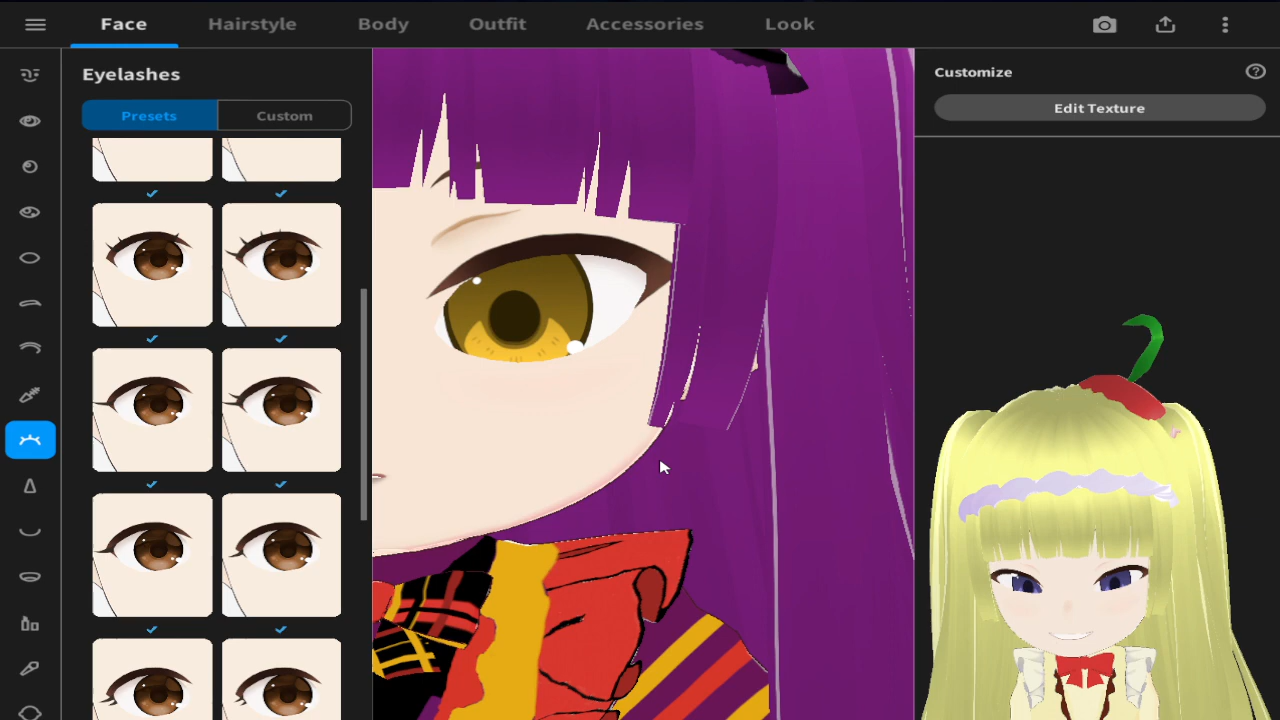 Face Hairstyle Body Outfit Accessories Look
Eyelashes
Presets Custom
Customize
Edit Texture